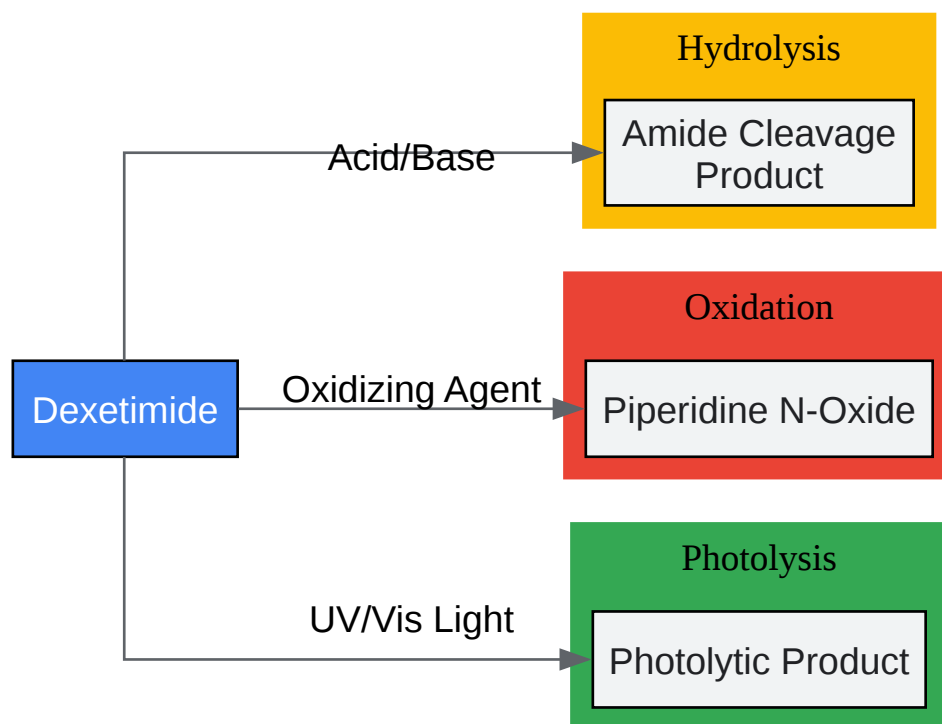 Hydrolysis
Amide Cleavage
Product
Acid/Base
Oxidation
Dexetimide
Oxidizing Agent
Piperidine N-Oxide
Photolysis
UV/Vis Light
Photolytic Product